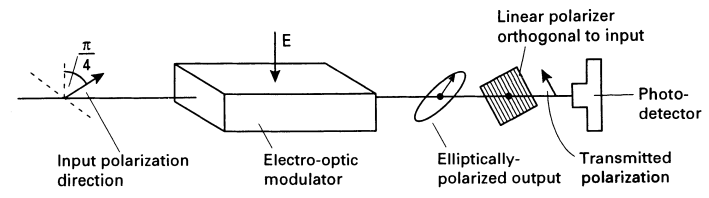 Linear polarizer
orthogonal to input
π
4
E
Photo-
detector
Input polarization
direction
Electro-optic
modulator
Elliptically-
polarized output
Transmitted
polarization